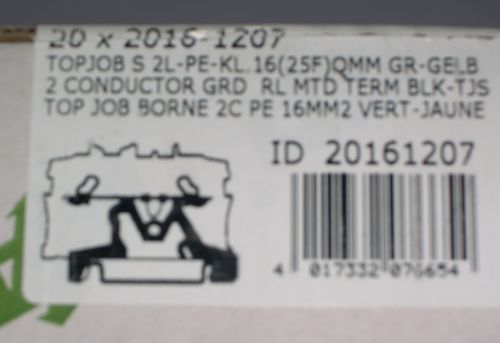 20 x 2016-1207
TOPJOB S 2L-PE-KL.16(25F)QMM GR-GELB
2 CONDUCTOR GRD RL MTD TERM BLK-TJS
TOP JOB BORNE 2C PE 16MM2 VERT-JAUNE
ID 20161207
4 017332 076654